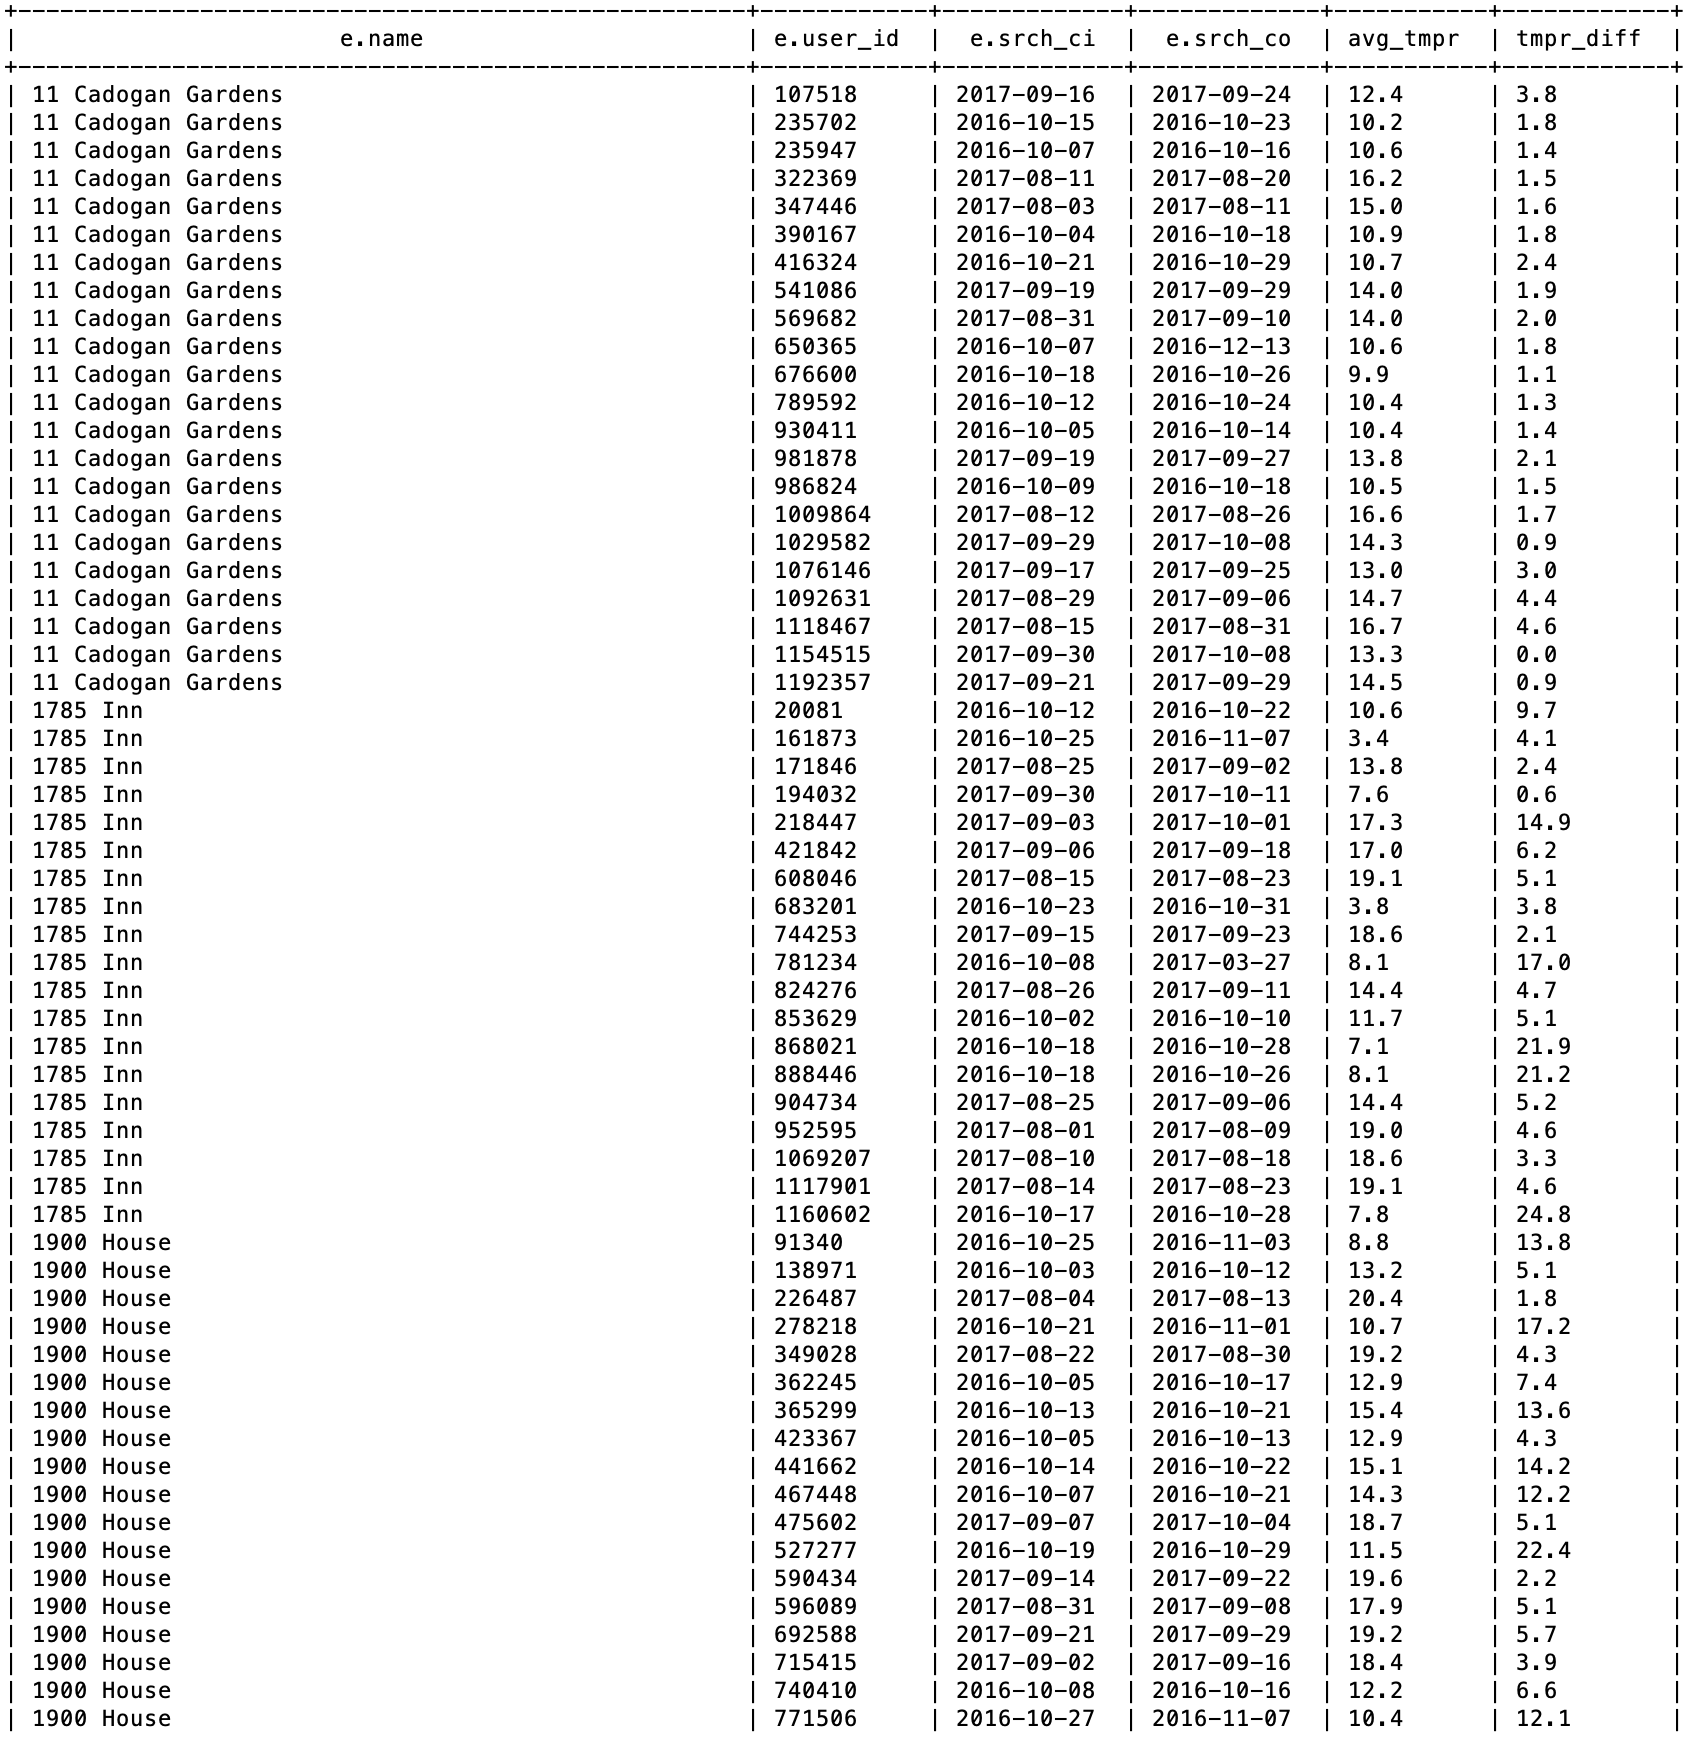 +----------------------------------------------------+------------+-------------+-------------+-----------+------------+
|                       e.name                       | e.user_id  |  e.srch_ci  |  e.srch_co  | avg_tmpr  | tmpr_diff  |
+----------------------------------------------------+------------+-------------+-------------+-----------+------------+
| 11 Cadogan Gardens                                 | 107518     | 2017-09-16  | 2017-09-24  | 12.4      | 3.8        |
| 11 Cadogan Gardens                                 | 235702     | 2016-10-15  | 2016-10-23  | 10.2      | 1.8        |
| 11 Cadogan Gardens                                 | 235947     | 2016-10-07  | 2016-10-16  | 10.6      | 1.4        |
| 11 Cadogan Gardens                                 | 322369     | 2017-08-11  | 2017-08-20  | 16.2      | 1.5        |
| 11 Cadogan Gardens                                 | 347446     | 2017-08-03  | 2017-08-11  | 15.0      | 1.6        |
| 11 Cadogan Gardens                                 | 390167     | 2016-10-04  | 2016-10-18  | 10.9      | 1.8        |
| 11 Cadogan Gardens                                 | 416324     | 2016-10-21  | 2016-10-29  | 10.7      | 2.4        |
| 11 Cadogan Gardens                                 | 541086     | 2017-09-19  | 2017-09-29  | 14.0      | 1.9        |
| 11 Cadogan Gardens                                 | 569682     | 2017-08-31  | 2017-09-10  | 14.0      | 2.0        |
| 11 Cadogan Gardens                                 | 650365     | 2016-10-07  | 2016-12-13  | 10.6      | 1.8        |
| 11 Cadogan Gardens                                 | 676600     | 2016-10-18  | 2016-10-26  | 9.9       | 1.1        |
| 11 Cadogan Gardens                                 | 789592     | 2016-10-12  | 2016-10-24  | 10.4      | 1.3        |
| 11 Cadogan Gardens                                 | 930411     | 2016-10-05  | 2016-10-14  | 10.4      | 1.4        |
| 11 Cadogan Gardens                                 | 981878     | 2017-09-19  | 2017-09-27  | 13.8      | 2.1        |
| 11 Cadogan Gardens                                 | 986824     | 2016-10-09  | 2016-10-18  | 10.5      | 1.5        |
| 11 Cadogan Gardens                                 | 1009864    | 2017-08-12  | 2017-08-26  | 16.6      | 1.7        |
| 11 Cadogan Gardens                                 | 1029582    | 2017-09-29  | 2017-10-08  | 14.3      | 0.9        |
| 11 Cadogan Gardens                                 | 1076146    | 2017-09-17  | 2017-09-25  | 13.0      | 3.0        |
| 11 Cadogan Gardens                                 | 1092631    | 2017-08-29  | 2017-09-06  | 14.7      | 4.4        |
| 11 Cadogan Gardens                                 | 1118467    | 2017-08-15  | 2017-08-31  | 16.7      | 4.6        |
| 11 Cadogan Gardens                                 | 1154515    | 2017-09-30  | 2017-10-08  | 13.3      | 0.0        |
| 11 Cadogan Gardens                                 | 1192357    | 2017-09-21  | 2017-09-29  | 14.5      | 0.9        |
| 1785 Inn                                           | 20081      | 2016-10-12  | 2016-10-22  | 10.6      | 9.7        |
| 1785 Inn                                           | 161873     | 2016-10-25  | 2016-11-07  | 3.4       | 4.1        |
| 1785 Inn                                           | 171846     | 2017-08-25  | 2017-09-02  | 13.8      | 2.4        |
| 1785 Inn                                           | 194032     | 2017-09-30  | 2017-10-11  | 7.6       | 0.6        |
| 1785 Inn                                           | 218447     | 2017-09-03  | 2017-10-01  | 17.3      | 14.9       |
| 1785 Inn                                           | 421842     | 2017-09-06  | 2017-09-18  | 17.0      | 6.2        |
| 1785 Inn                                           | 608046     | 2017-08-15  | 2017-08-23  | 19.1      | 5.1        |
| 1785 Inn                                           | 683201     | 2016-10-23  | 2016-10-31  | 3.8       | 3.8        |
| 1785 Inn                                           | 744253     | 2017-09-15  | 2017-09-23  | 18.6      | 2.1        |
| 1785 Inn                                           | 781234     | 2016-10-08  | 2017-03-27  | 8.1       | 17.0       |
| 1785 Inn                                           | 824276     | 2017-08-26  | 2017-09-11  | 14.4      | 4.7        |
| 1785 Inn                                           | 853629     | 2016-10-02  | 2016-10-10  | 11.7      | 5.1        |
| 1785 Inn                                           | 868021     | 2016-10-18  | 2016-10-28  | 7.1       | 21.9       |
| 1785 Inn                                           | 888446     | 2016-10-18  | 2016-10-26  | 8.1       | 21.2       |
| 1785 Inn                                           | 904734     | 2017-08-25  | 2017-09-06  | 14.4      | 5.2        |
| 1785 Inn                                           | 952595     | 2017-08-01  | 2017-08-09  | 19.0      | 4.6        |
| 1785 Inn                                           | 1069207    | 2017-08-10  | 2017-08-18  | 18.6      | 3.3        |
| 1785 Inn                                           | 1117901    | 2017-08-14  | 2017-08-23  | 19.1      | 4.6        |
| 1785 Inn                                           | 1160602    | 2016-10-17  | 2016-10-28  | 7.8       | 24.8       |
| 1900 House                                         | 91340      | 2016-10-25  | 2016-11-03  | 8.8       | 13.8       |
| 1900 House                                         | 138971     | 2016-10-03  | 2016-10-12  | 13.2      | 5.1        |
| 1900 House                                         | 226487     | 2017-08-04  | 2017-08-13  | 20.4      | 1.8        |
| 1900 House                                         | 278218     | 2016-10-21  | 2016-11-01  | 10.7      | 17.2       |
| 1900 House                                         | 349028     | 2017-08-22  | 2017-08-30  | 19.2      | 4.3        |
| 1900 House                                         | 362245     | 2016-10-05  | 2016-10-17  | 12.9      | 7.4        |
| 1900 House                                         | 365299     | 2016-10-13  | 2016-10-21  | 15.4      | 13.6       |
| 1900 House                                         | 423367     | 2016-10-05  | 2016-10-13  | 12.9      | 4.3        |
| 1900 House                                         | 441662     | 2016-10-14  | 2016-10-22  | 15.1      | 14.2       |
| 1900 House                                         | 467448     | 2016-10-07  | 2016-10-21  | 14.3      | 12.2       |
| 1900 House                                         | 475602     | 2017-09-07  | 2017-10-04  | 18.7      | 5.1        |
| 1900 House                                         | 527277     | 2016-10-19  | 2016-10-29  | 11.5      | 22.4       |
| 1900 House                                         | 590434     | 2017-09-14  | 2017-09-22  | 19.6      | 2.2        |
| 1900 House                                         | 596089     | 2017-08-31  | 2017-09-08  | 17.9      | 5.1        |
| 1900 House                                         | 692588     | 2017-09-21  | 2017-09-29  | 19.2      | 5.7        |
| 1900 House                                         | 715415     | 2017-09-02  | 2017-09-16  | 18.4      | 3.9        |
| 1900 House                                         | 740410     | 2016-10-08  | 2016-10-16  | 12.2      | 6.6        |
| 1900 House                                         | 771506     | 2016-10-27  | 2016-11-07  | 10.4      | 12.1       |